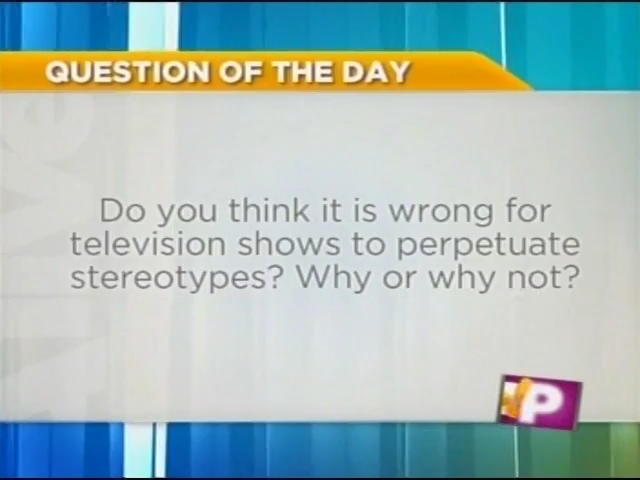 QUESTION OF THE DAY
Do you think it is wrong for
television shows to perpetuate
stereotypes? Why or why not?
P